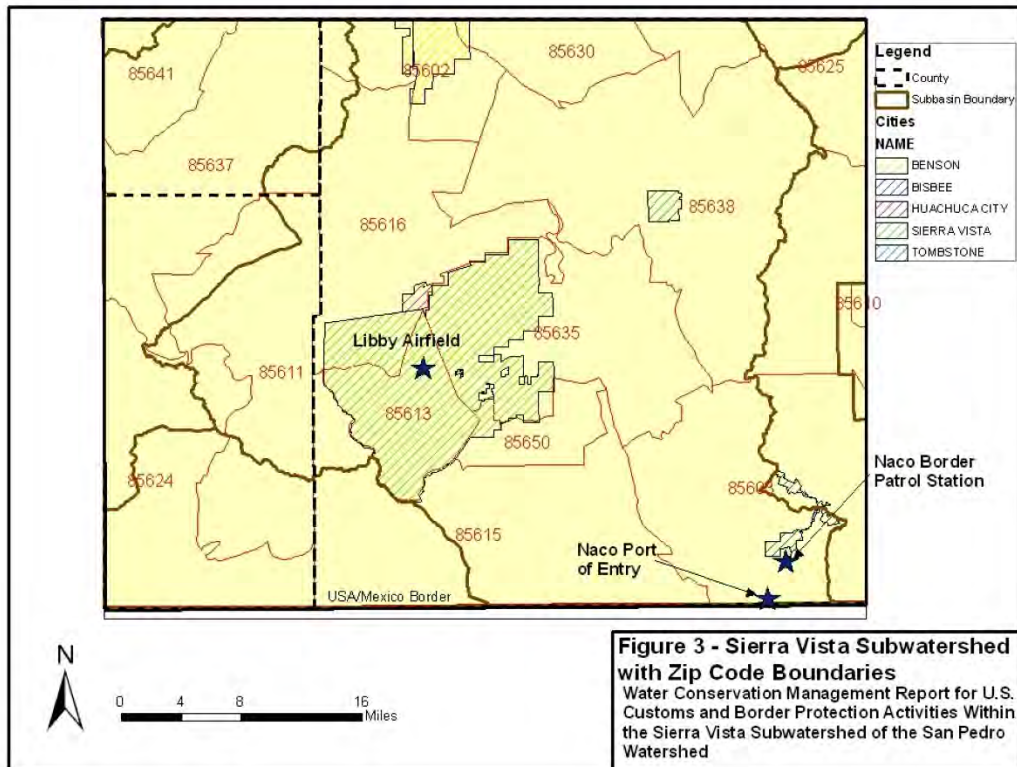 85641
85602
85630
85625
85637
85616
85638
85610
Libby Airfield
85635
85611
85613
85650
85624
85603
Naco Border
Patrol Station
85615
Naco Port
of Entry
USA/Mexico Border
Legend
County
Subbasin Boundary
Cities
NAME
BENSON
BISBEE
HUACHUCA CITY
SIERRA VISTA
TOMBSTONE
N
0 4 8 16
Miles
Figure 3 - Sierra Vista Subwatershed
with Zip Code Boundaries
Water Conservation Management Report for U.S.
Customs and Border Protection Activities Within
the Sierra Vista Subwatershed of the San Pedro
Watershed